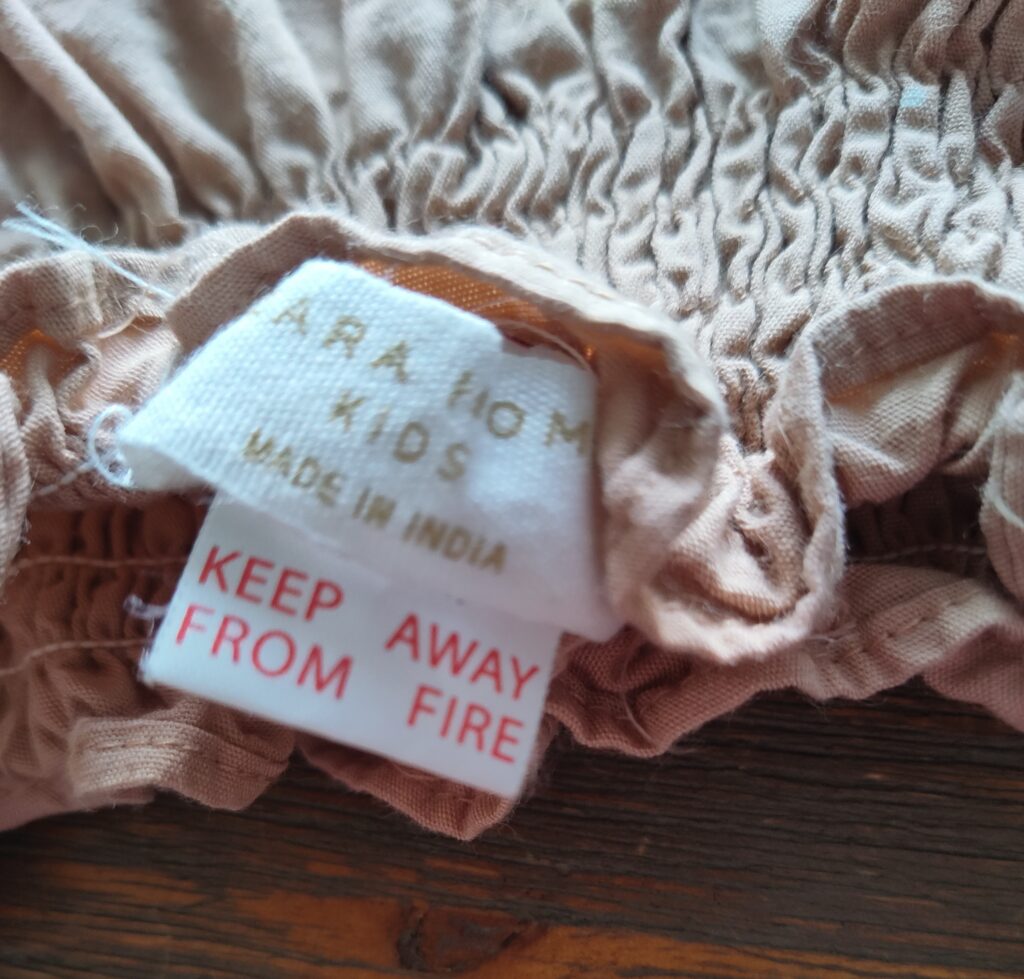 ARA HOM
KIDS
MADE IN INDIA
KEEP AWAY
FROM FIRE